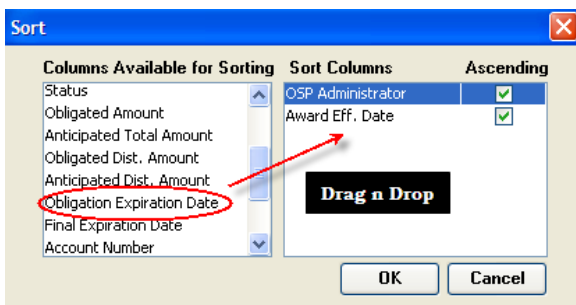 Sort
Columns Available for Sorting
Sort Columns
Ascending
Status
Obligated Amount
Anticipated Total Amount
Obligated Dist. Amount
Anticipated Dist. Amount
Obligation Expiration Date
Final Expiration Date
Account Number
OSP Administrator
Award Eff. Date
Drag n Drop
OK
Cancel